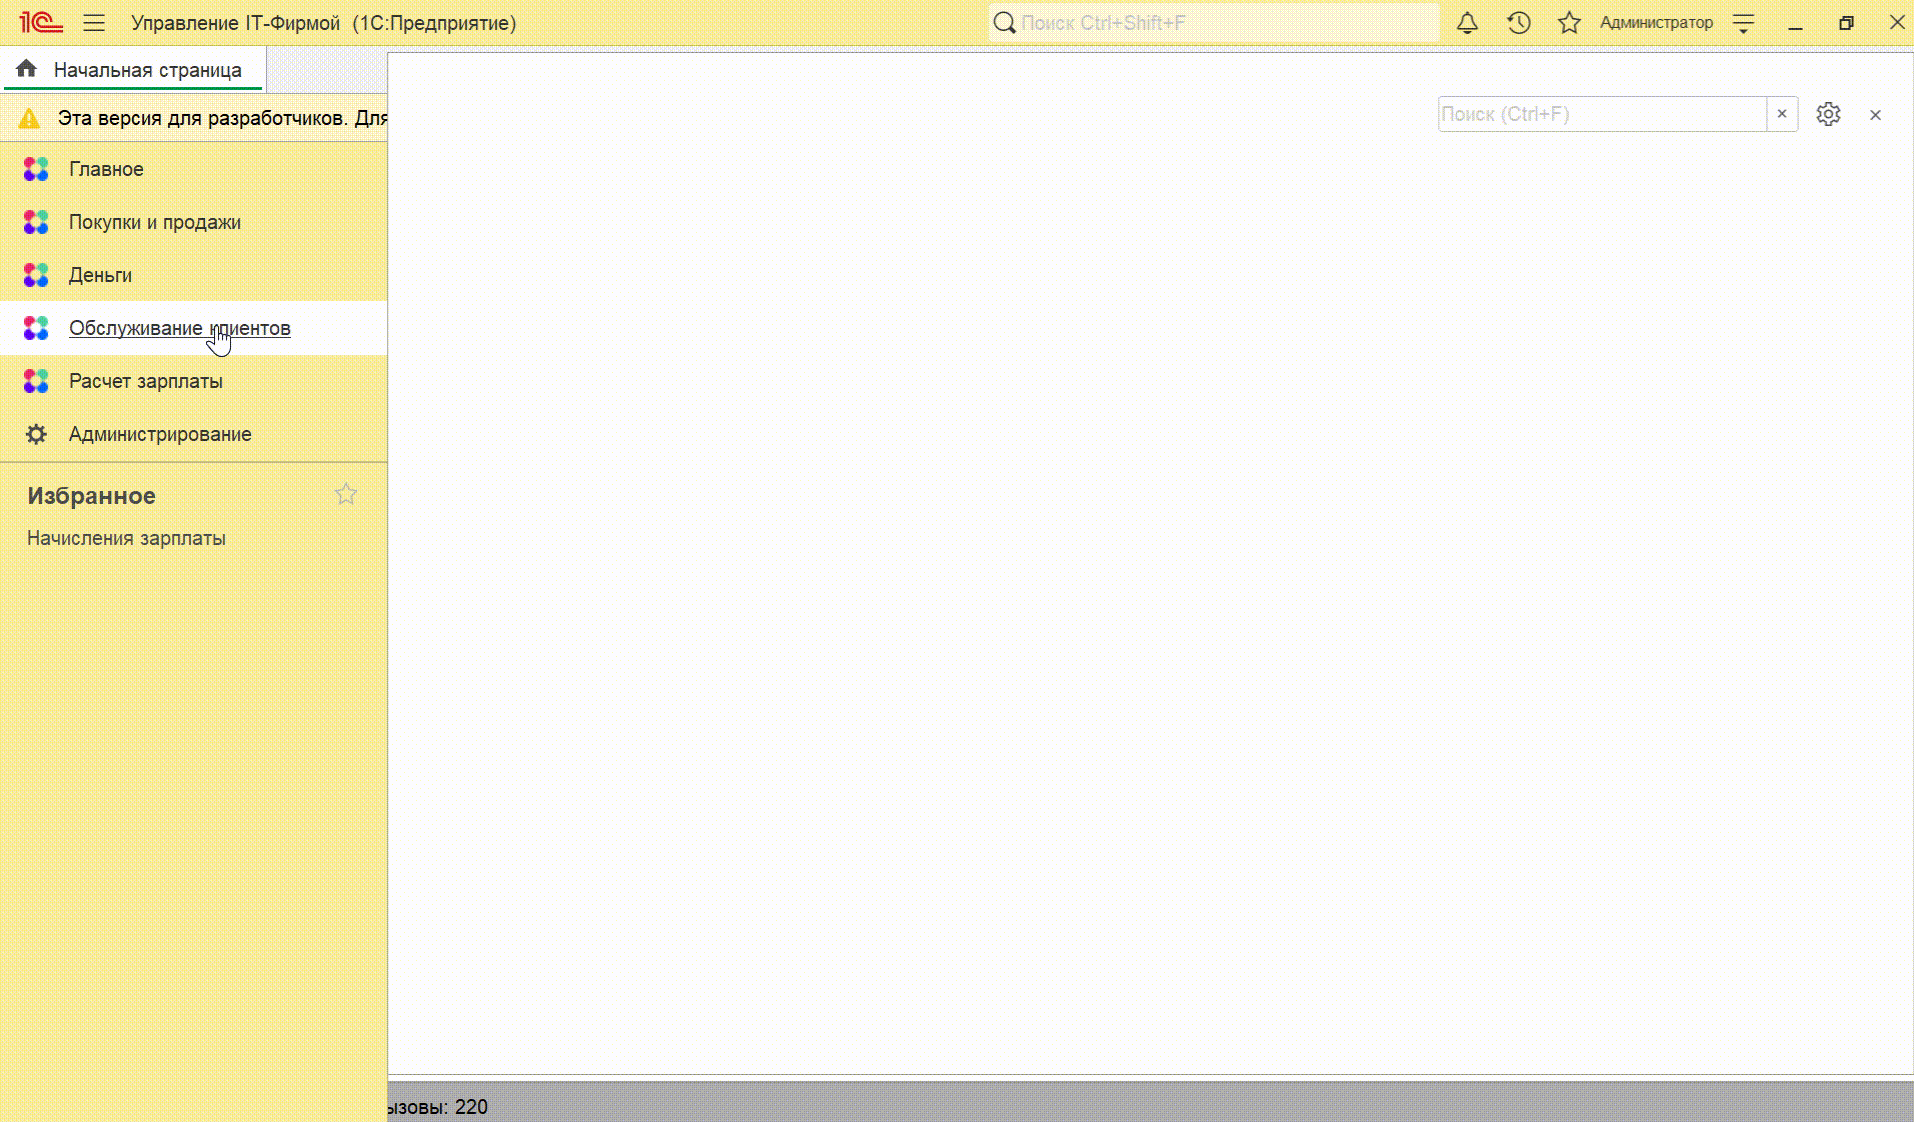 1С Управление IT-Фирмой (1С:Предприятие) Поиск Ctrl+Shift+F Администратор
Начальная страница
Эта версия для разработчиков. Для
Поиск (Ctrl+F)
Главное
Покупки и продажи
Деньги
Обслуживание клиентов
Расчет зарплаты
Администрирование
Избранное
Начисления зарплаты
ызовы: 220